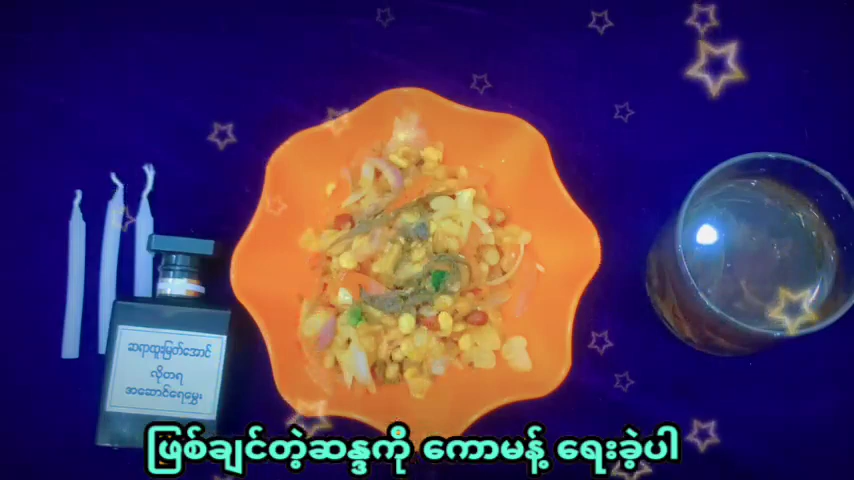 ဆရာထူးမြတ်အောင်
လိုတရ
အဆောင်ရေမွှေး
ဖြစ်ချင်တဲ့ဆန္ဒကို ကောမန့် ရေးခဲ့ပါ